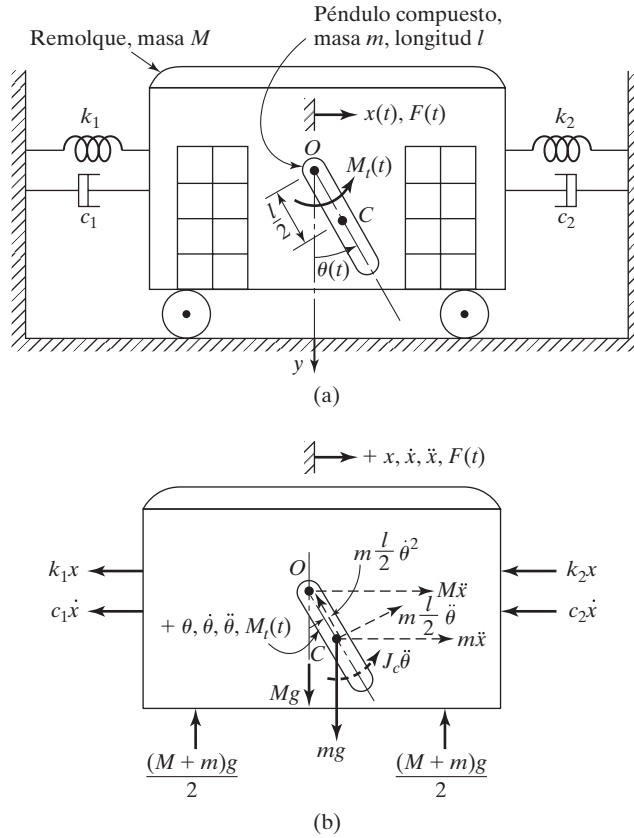 Péndulo compuesto,
masa m, longitud l
Remolque, masa M
k₁
k₂
x(t), F(t)
O
Mₜ(t)
C
l/2
c₁
c₂
θ(t)
y
(a)
+ x, ẋ, ẍ, F(t)
k₁x
k₂x
m l/2 θ̇²
O
Mẍ
c₁ẋ
c₂ẋ
m l/2 θ̈
+ θ, θ̇, θ̈, Mₜ(t)
mẍ
C
J_c θ̈
Mg
mg
(M + m)g/2
(M + m)g/2
(b)